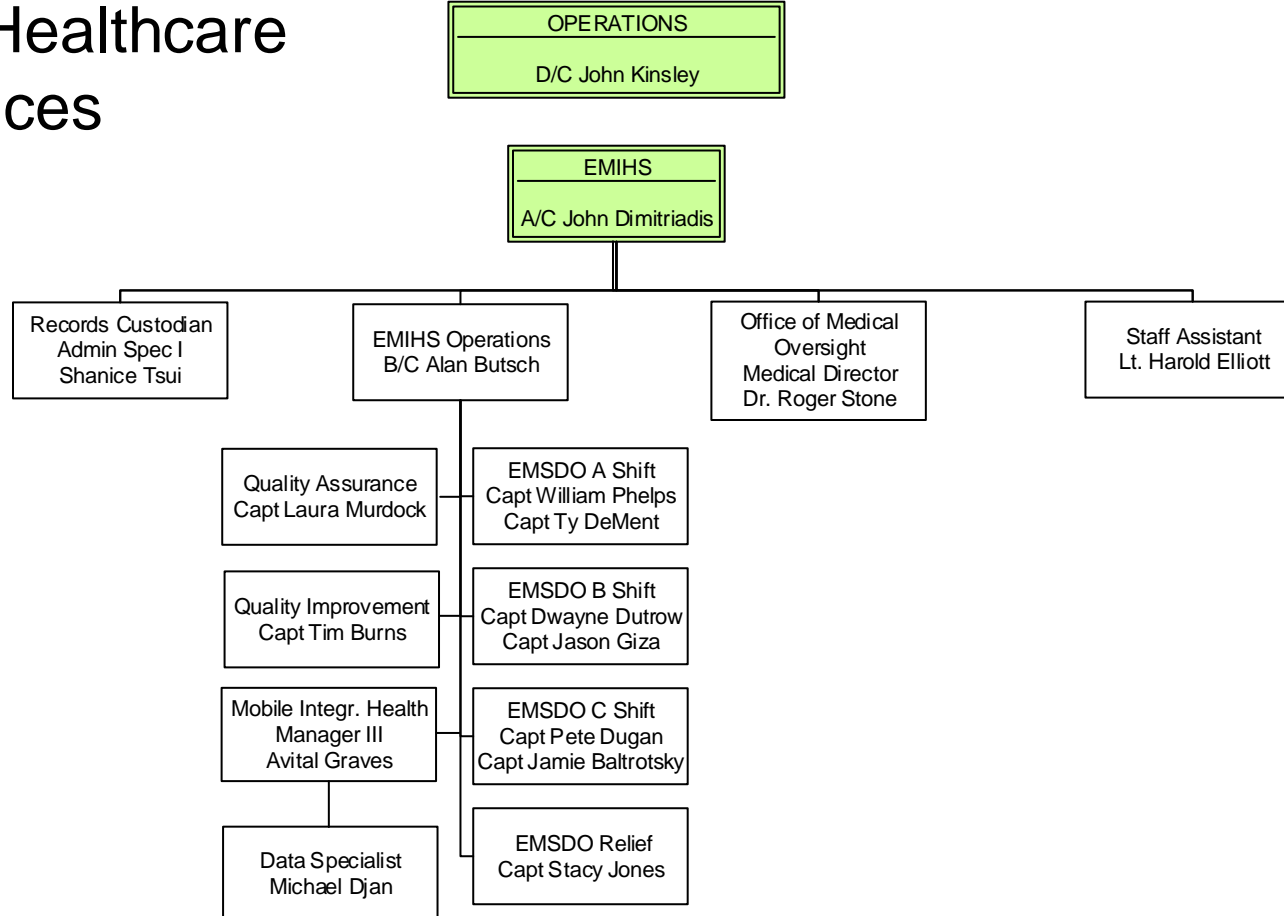 Healthcare
ces
OPERATIONS
D/C John Kinsley
EMIHS
A/C John Dimitriadis
Records Custodian
Admin Spec I
Shanice Tsui
EMIHS Operations
B/C Alan Butsch
Office of Medical
Oversight
Medical Director
Dr. Roger Stone
Staff Assistant
Lt. Harold Elliott
Quality Assurance
Capt Laura Murdock
EMSDO A Shift
Capt William Phelps
Capt Ty DeMent
Quality Improvement
Capt Tim Burns
EMSDO B Shift
Capt Dwayne Dutrow
Capt Jason Giza
Mobile Integr. Health
Manager III
Avital Graves
EMSDO C Shift
Capt Pete Dugan
Capt Jamie Baltrotsky
Data Specialist
Michael Djan
EMSDO Relief
Capt Stacy Jones